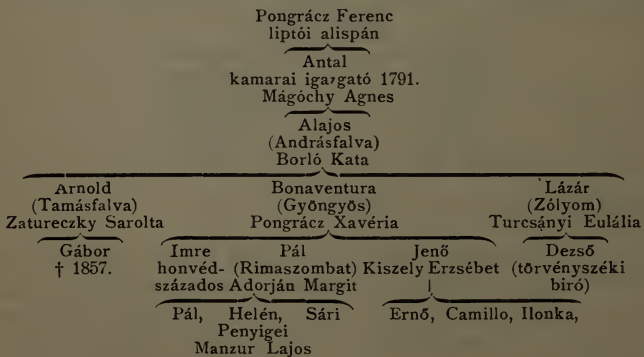 Pongrácz Ferenc
liptói alispán
Antal
kamarai igazgató 1791.
Mágóchy Agnes
Alajos
(Andrásfalva)
Borló Kata
Arnold Bonaventura Lázár
(Tamásfalva) (Gyöngyös) (Zólyom)
Zatureczky Sarolta Pongrácz Xavéria Turcsányi Eulália
Gábor Imre Pál Jenő Dezső
† 1857. honvéd- (Rimaszombat) Kiszely Erzsébet (törvényszéki
százados Adorján Margit biró)
Pál, Helén, Sári Ernő, Camillo, Ilonka,
Penyigei
Manzur Lajos